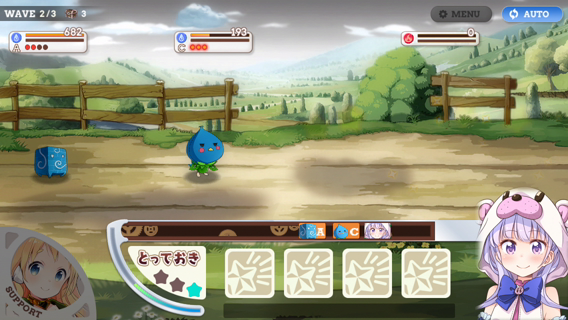 WAVE 2/3 3
MENU
AUTO
682
A
193
C
0
A
C
とっておき
SUPPORT